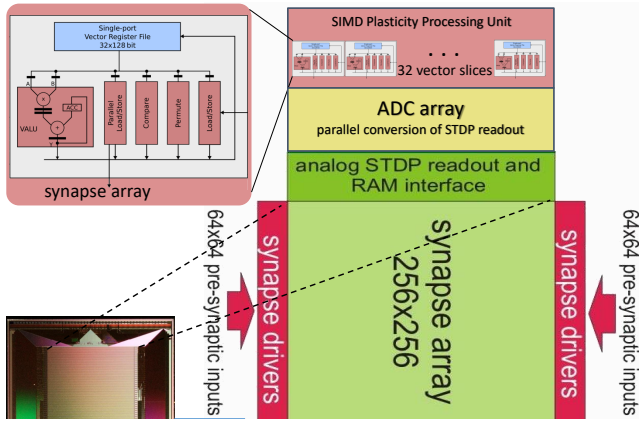 Single-port
Vector Register File
32x128 bit
A
B
ACC
VALU
Y
Parallel
Load/Store
Compare
Permute
Load/Store
synapse array
SIMD Plasticity Processing Unit
. . .
32 vector slices
ADC array
parallel conversion of STDP readout
analog STDP readout and
RAM interface
64x64 pre-synaptic inputs
synapse drivers
synapse array
256x256
synapse drivers
64x64 pre-synaptic inputs